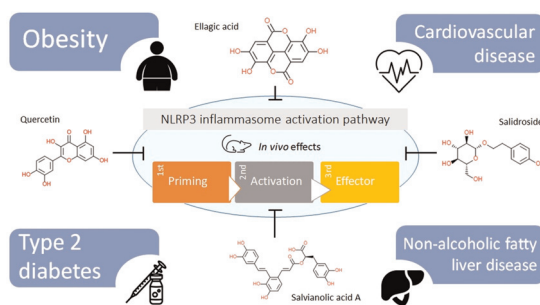 Obesity
Ellagic acid
Cardiovascular
disease
NLRP3 inflammasome activation pathway
Quercetin
In vivo effects
Salidroside
1st
Priming
2nd
Activation
3rd
Effector
Type 2
diabetes
Salvianolic acid A
Non-alcoholic fatty
liver disease